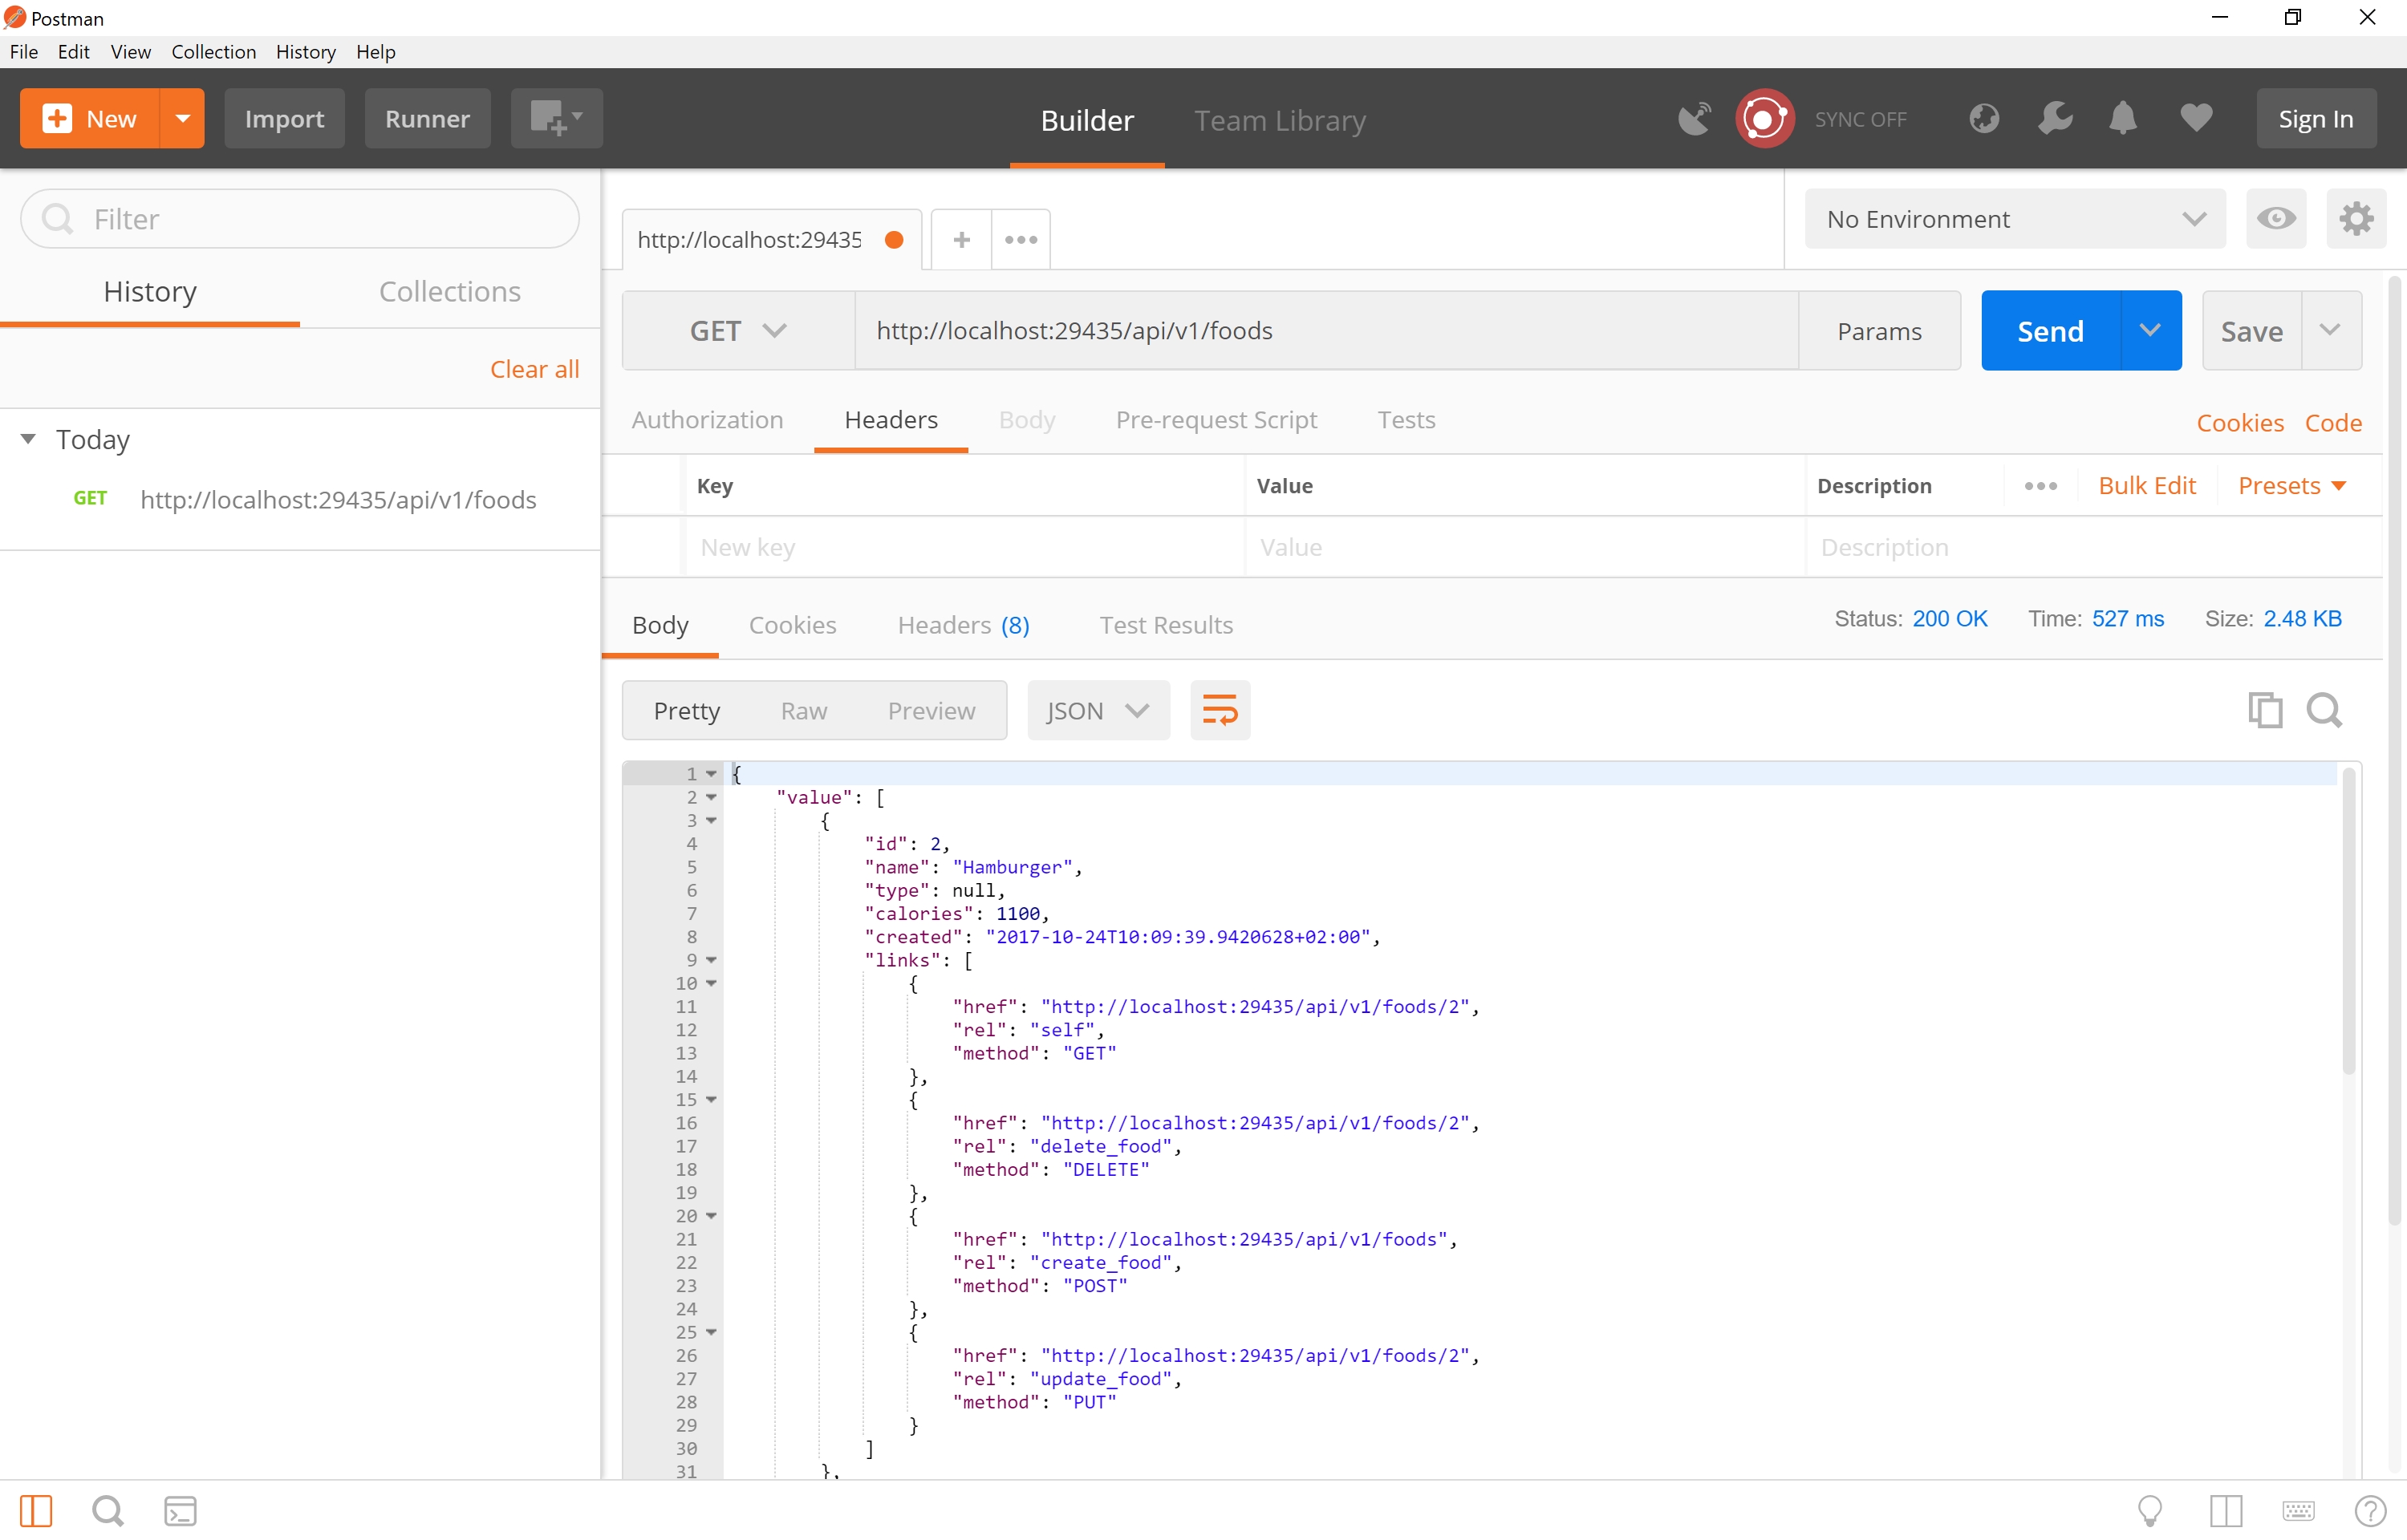 Postman
File Edit View Collection History Help
New Import Runner Builder Team Library SYNC OFF Sign In
Filter
History Collections
Clear all
Today
GET http://localhost:29435/api/v1/foods
http://localhost:29435 No Environment
GET http://localhost:29435/api/v1/foods Params Send Save
Authorization Headers Body Pre-request Script Tests Cookies Code
Key Value Description Bulk Edit Presets
New key Value Description
Body Cookies Headers (8) Test Results Status: 200 OK Time: 527 ms Size: 2.48 KB
Pretty Raw Preview JSON
1 {
2 "value": [
3 {
4 "id": 2,
5 "name": "Hamburger",
6 "type": null,
7 "calories": 1100,
8 "created": "2017-10-24T10:09:39.9420628+02:00",
9 "links": [
10 {
11 "href": "http://localhost:29435/api/v1/foods/2",
12 "rel": "self",
13 "method": "GET"
14 },
15 {
16 "href": "http://localhost:29435/api/v1/foods/2",
17 "rel": "delete_food",
18 "method": "DELETE"
19 },
20 {
21 "href": "http://localhost:29435/api/v1/foods",
22 "rel": "create_food",
23 "method": "POST"
24 },
25 {
26 "href": "http://localhost:29435/api/v1/foods/2",
27 "rel": "update_food",
28 "method": "PUT"
29 }
30 ]
31 },